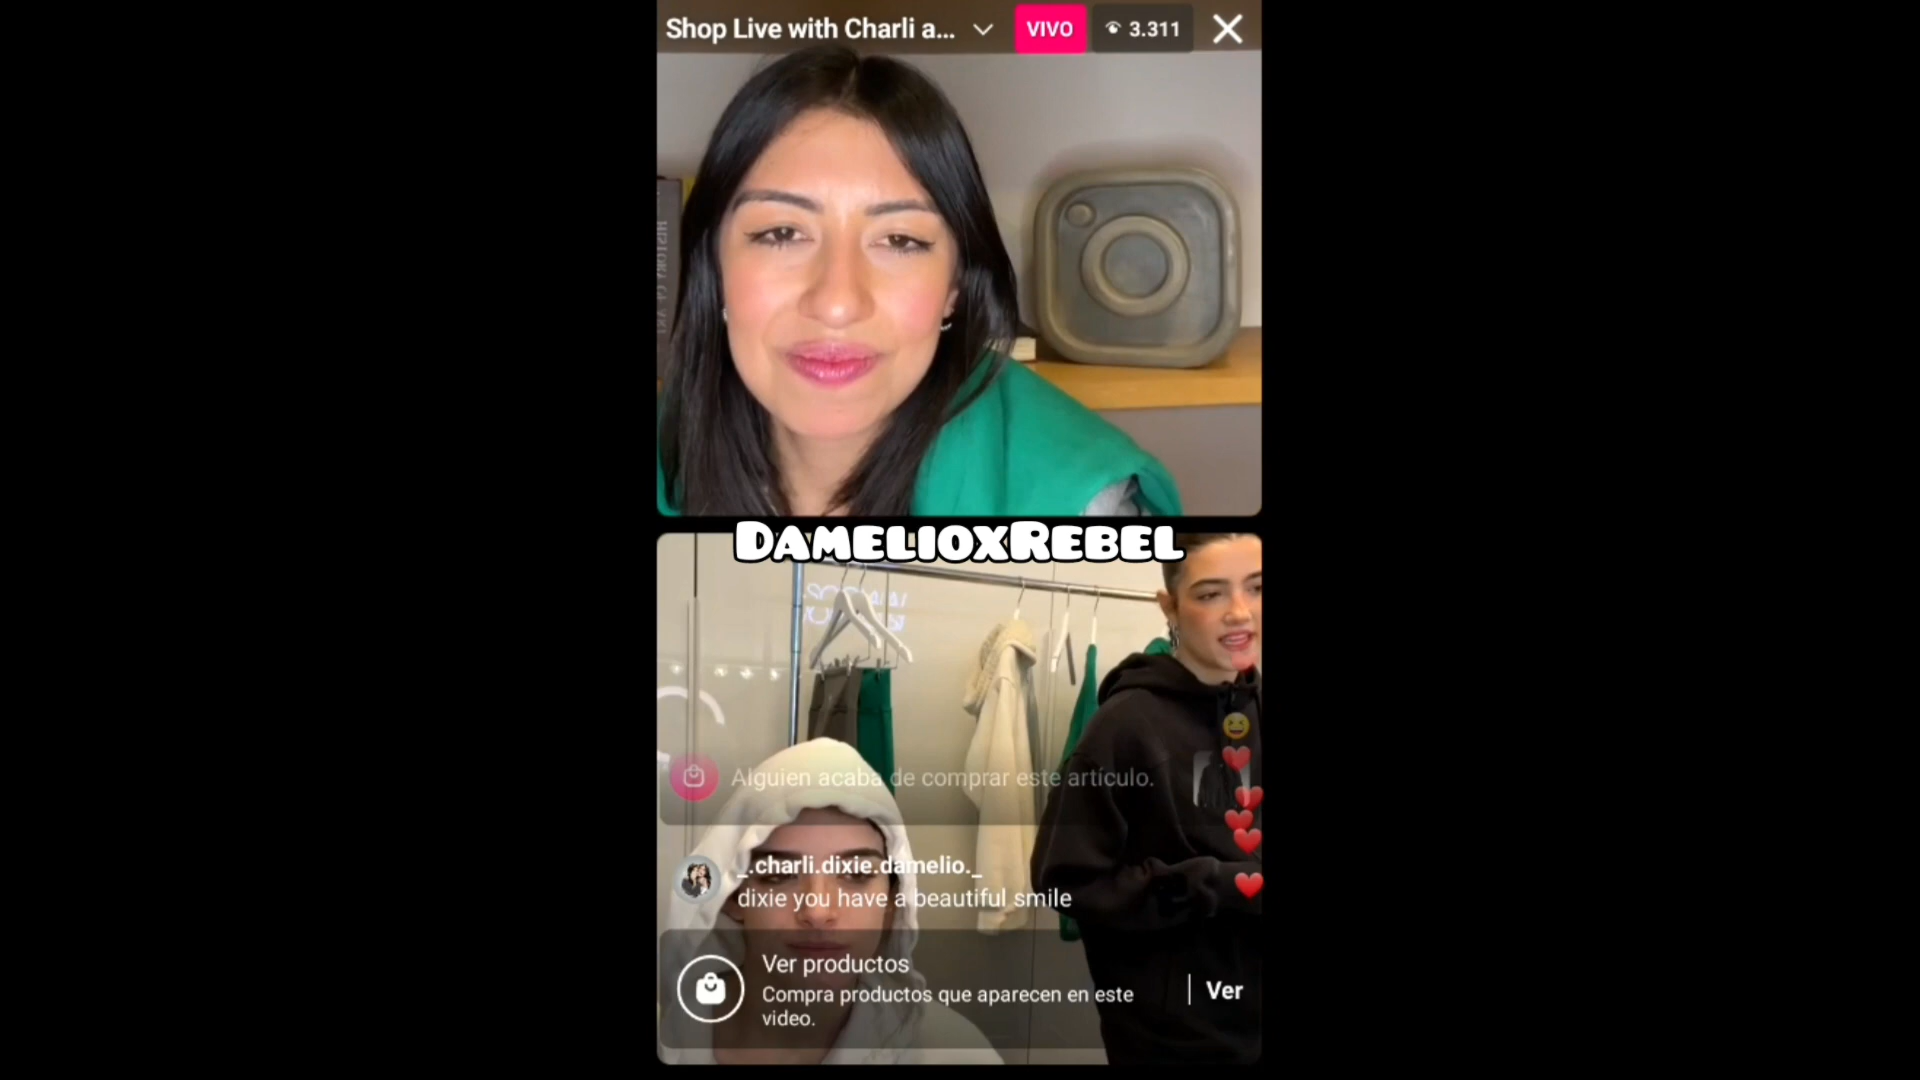 Shop Live with Charli a...
VIVO
3.311
DAMELIOXREBEL
Alguien acaba de comprar este artículo.
_.charli.dixie.damelio._
dixie you have a beautiful smile
Ver productos
Compra productos que aparecen en este
video.
Ver